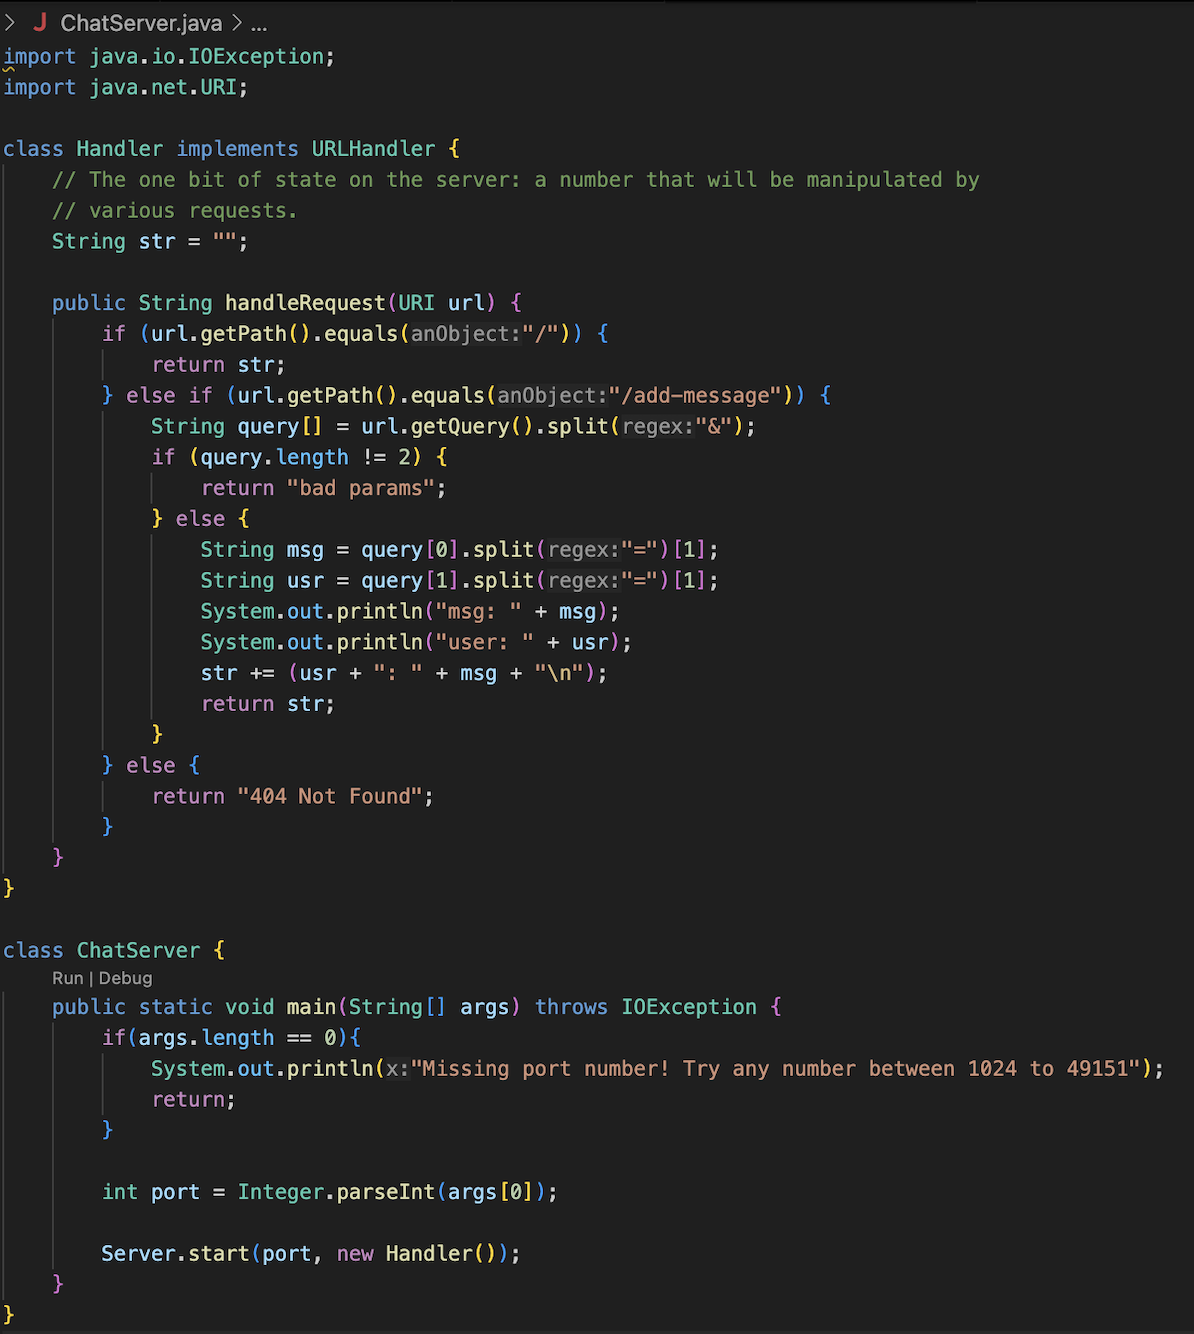 > J ChatServer.java > ...
import java.io.IOException;
import java.net.URI;
class Handler implements URLHandler {
// The one bit of state on the server: a number that will be manipulated by
// various requests.
String str = "";
public String handleRequest(URI url) {
if (url.getPath().equals(anObject:"/")) {
return str;
} else if (url.getPath().equals(anObject:"/add-message")) {
String query[] = url.getQuery().split(regex:"&");
if (query.length != 2) {
return "bad params";
} else {
String msg = query[0].split(regex:"=")[1];
String usr = query[1].split(regex:"=")[1];
System.out.println("msg: " + msg);
System.out.println("user: " + usr);
str += (usr + ": " + msg + "\n");
return str;
}
} else {
return "404 Not Found";
}
}
}
class ChatServer {
Run | Debug
public static void main(String[] args) throws IOException {
if(args.length == 0){
System.out.println(x:"Missing port number! Try any number between 1024 to 49151");
return;
}
int port = Integer.parseInt(args[0]);
Server.start(port, new Handler());
}
}